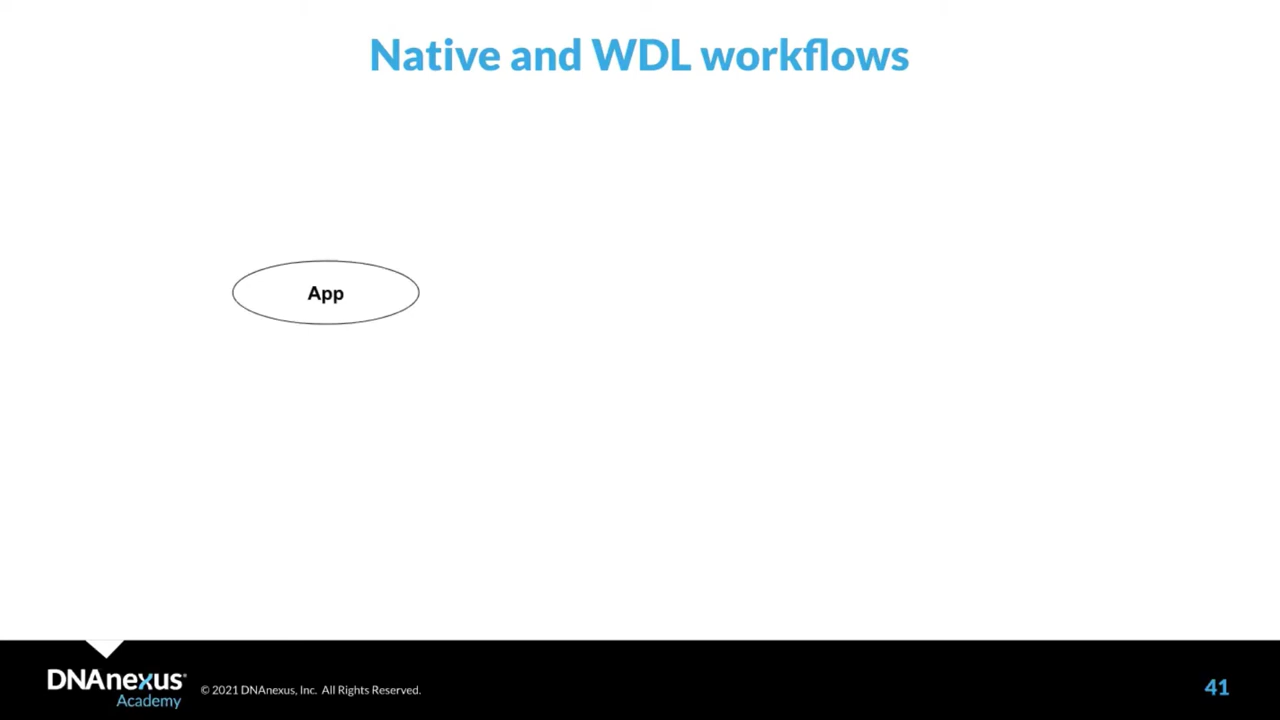 Native and WDL workflows
App
DNAnexus®
Academy
© 2021 DNAnexus, Inc. All Rights Reserved.
41